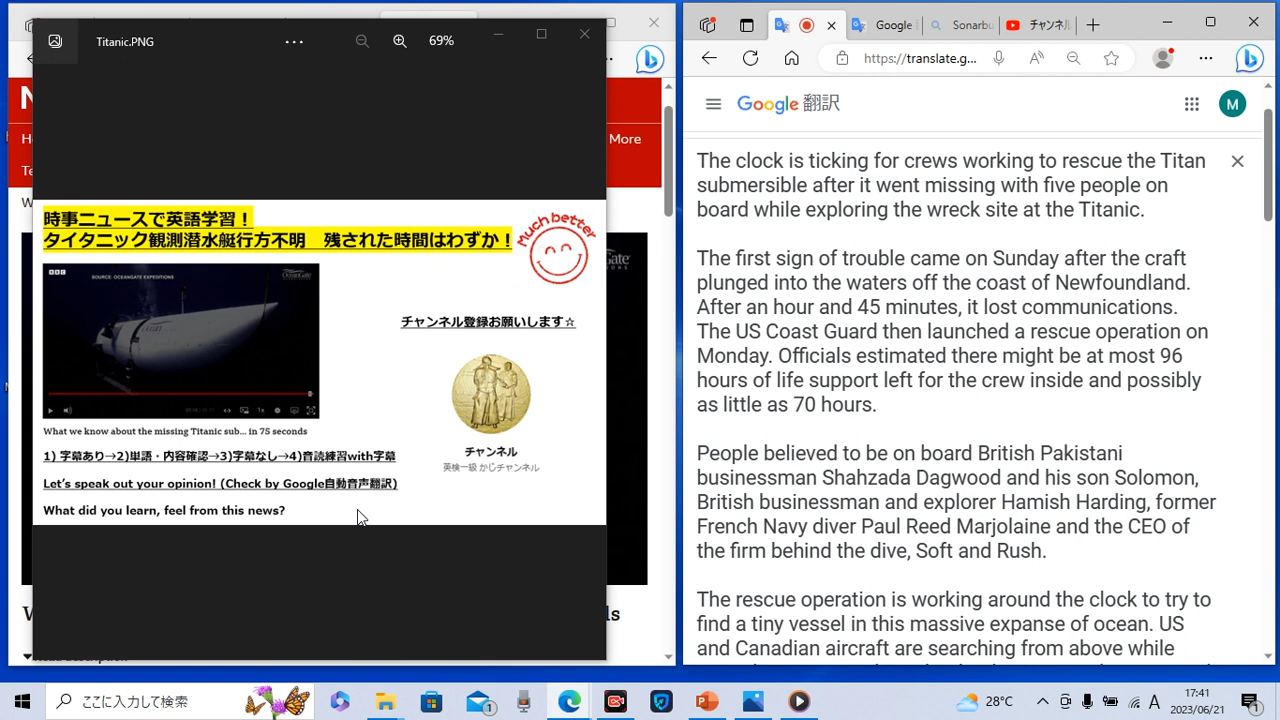 Titanic.PNG
69%
More
時事ニュースで英語学習！
タイタニック観測潜水艇行方不明　残された時間はわずか！
Much better
BBC
SOURCE: OCEANGATE EXPEDITIONS
OceanGate
チャンネル登録お願いします☆
What we know about the missing Titanic sub... in 75 seconds
チャンネル
英検一級 かじチャンネル
1) 字幕あり→2)単語・内容確認→3)字幕なし→4)音読練習with字幕
Let's speak out your opinion! (Check by Google自動音声翻訳)
What did you learn, feel from this news?
Google
Sonarbu
チャンネル
https://translate.g...
Google 翻訳
M
The clock is ticking for crews working to rescue the Titan
submersible after it went missing with five people on
board while exploring the wreck site at the Titanic.
The first sign of trouble came on Sunday after the craft
plunged into the waters off the coast of Newfoundland.
After an hour and 45 minutes, it lost communications.
The US Coast Guard then launched a rescue operation on
Monday. Officials estimated there might be at most 96
hours of life support left for the crew inside and possibly
as little as 70 hours.
People believed to be on board British Pakistani
businessman Shahzada Dagwood and his son Solomon,
British businessman and explorer Hamish Harding, former
French Navy diver Paul Reed Marjolaine and the CEO of
the firm behind the dive, Soft and Rush.
The rescue operation is working around the clock to try to
find a tiny vessel in this massive expanse of ocean. US
and Canadian aircraft are searching from above while
ここに入力して検索
28°C
A
17:41
2023/06/21